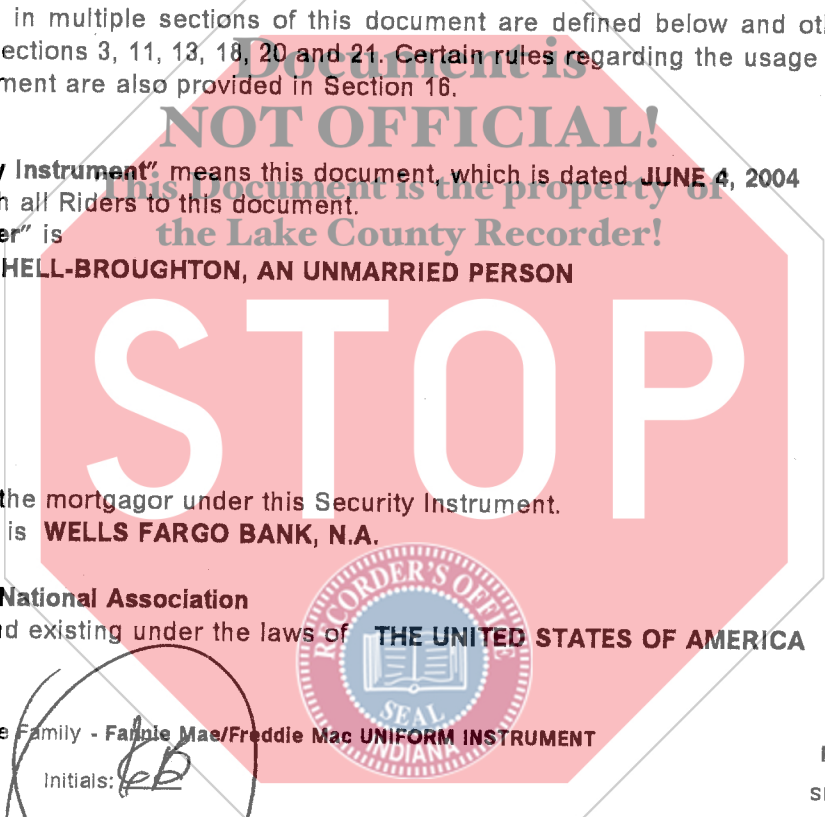 in multiple sections of this document are defined below and
ections 3, 11, 13, 18, 20 and 21. Certain rules regarding the usage
ment are also provided in Section 16.
Document is
NOT OFFICIAL!
This Document is the property of
the Lake County Recorder!
Instrument" means this document, which is dated JUNE 4, 2004
h all Riders to this document.
er" is
HELL-BROUGHTON, AN UNMARRIED PERSON
STOP
the mortgagor under this Security Instrument.
is WELLS FARGO BANK, N.A.
National Association
d existing under the laws of THE UNITED STATES OF AMERICA
RECORDER'S OFFICE
SEAL
INDIANA
e Family - Fannie Mae/Freddie Mac UNIFORM INSTRUMENT
Initials: